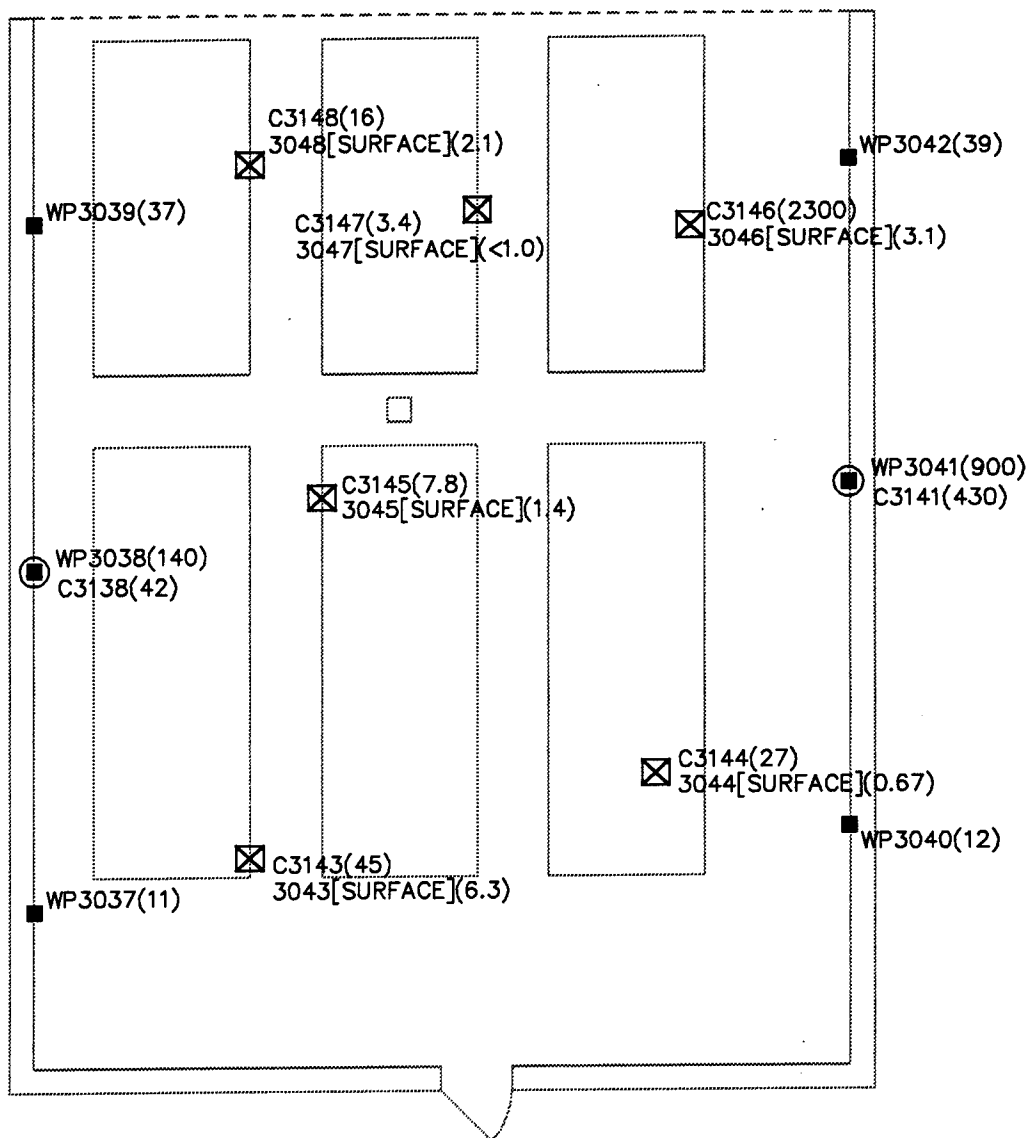 C3148(16)
3048[SURFACE](2.1)
WP3042(39)
WP3039(37)
C3147(3.4)
3047[SURFACE](<1.0)
C3146(2300)
3046[SURFACE](3.1)
C3145(7.8)
3045[SURFACE](1.4)
WP3041(900)
C3141(430)
WP3038(140)
C3138(42)
C3144(27)
3044[SURFACE](0.67)
WP3040(12)
C3143(45)
3043[SURFACE](6.3)
WP3037(11)